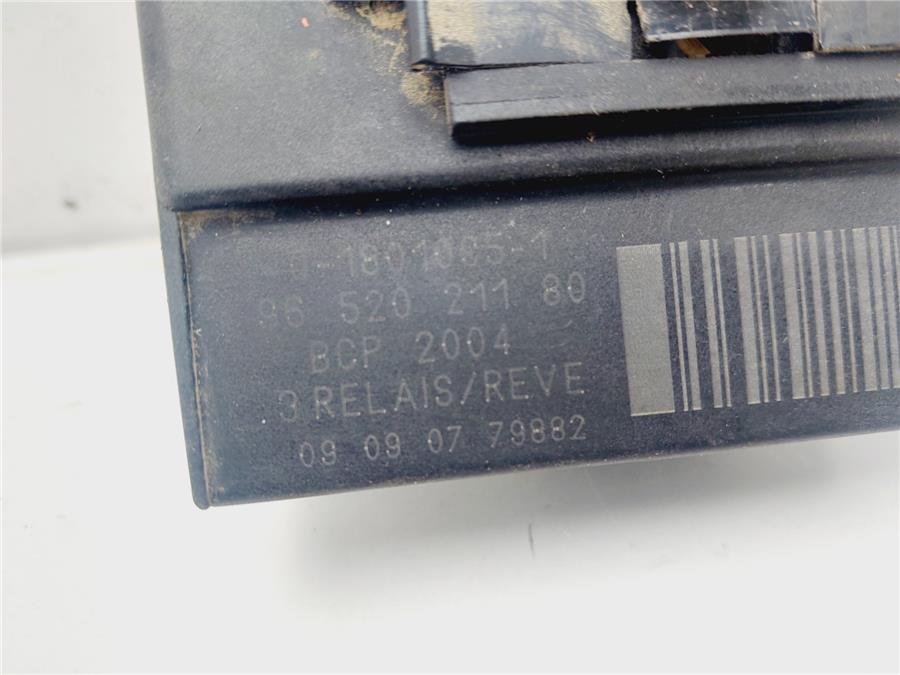 96 520 211 80
BCP 2004
3 RELAIS/REVE
09 09 07 79882